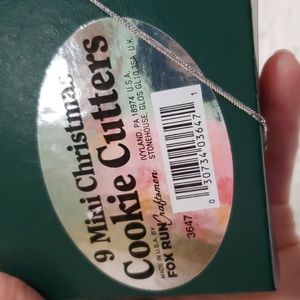 9 Mini Christmas
Cookie Cutters
IVYLAND, PA 18974 U.S.A.
STONEHOUSE, GLOS GL10 3SA U.K.
MADE IN U.S.A. BY
FOX RUN Craftsmen
3647
0 30734 03647 1